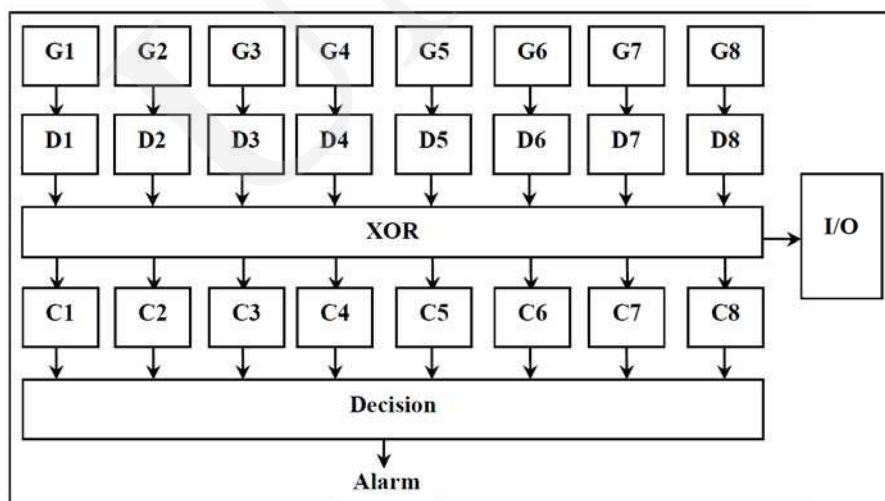 G1 G2 G3 G4 G5 G6 G7 G8
D1 D2 D3 D4 D5 D6 D7 D8
XOR
I/O
C1 C2 C3 C4 C5 C6 C7 C8
Decision
Alarm